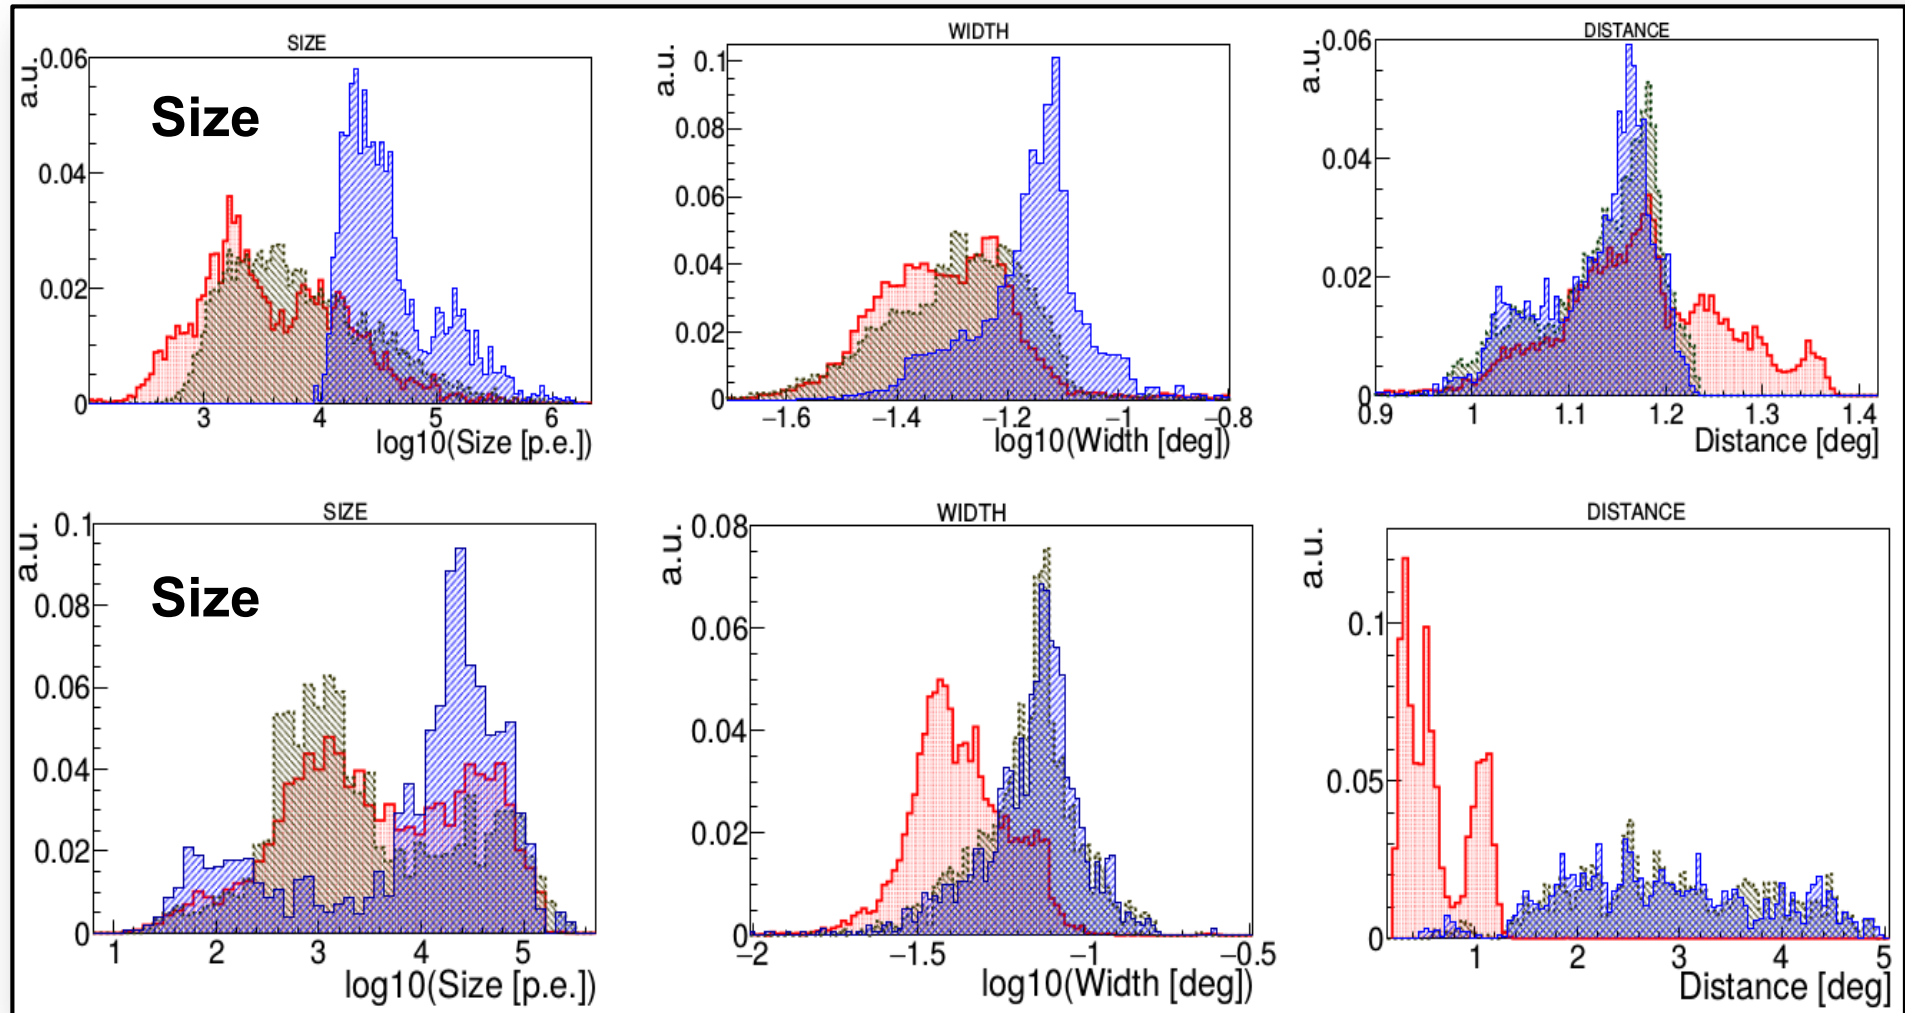 SIZE
a.u.
0.06
0.04
0.02
0
Size
3 4 5 6
log10(Size [p.e.])
WIDTH
a.u.
0.1
0.08
0.06
0.04
0.02
0
−1.6 −1.4 −1.2 −1 −0.8
log10(Width [deg])
DISTANCE
a.u.
0.06
0.04
0.02
0
0.9 1 1.1 1.2 1.3 1.4
Distance [deg]
SIZE
a.u.
0.1
0.08
0.06
0.04
0.02
0
Size
1 2 3 4 5
log10(Size [p.e.])
WIDTH
a.u.
0.08
0.06
0.04
0.02
0
−2 −1.5 −1 −0.5
log10(Width [deg])
DISTANCE
a.u.
0.1
0.05
0
1 2 3 4 5
Distance [deg]